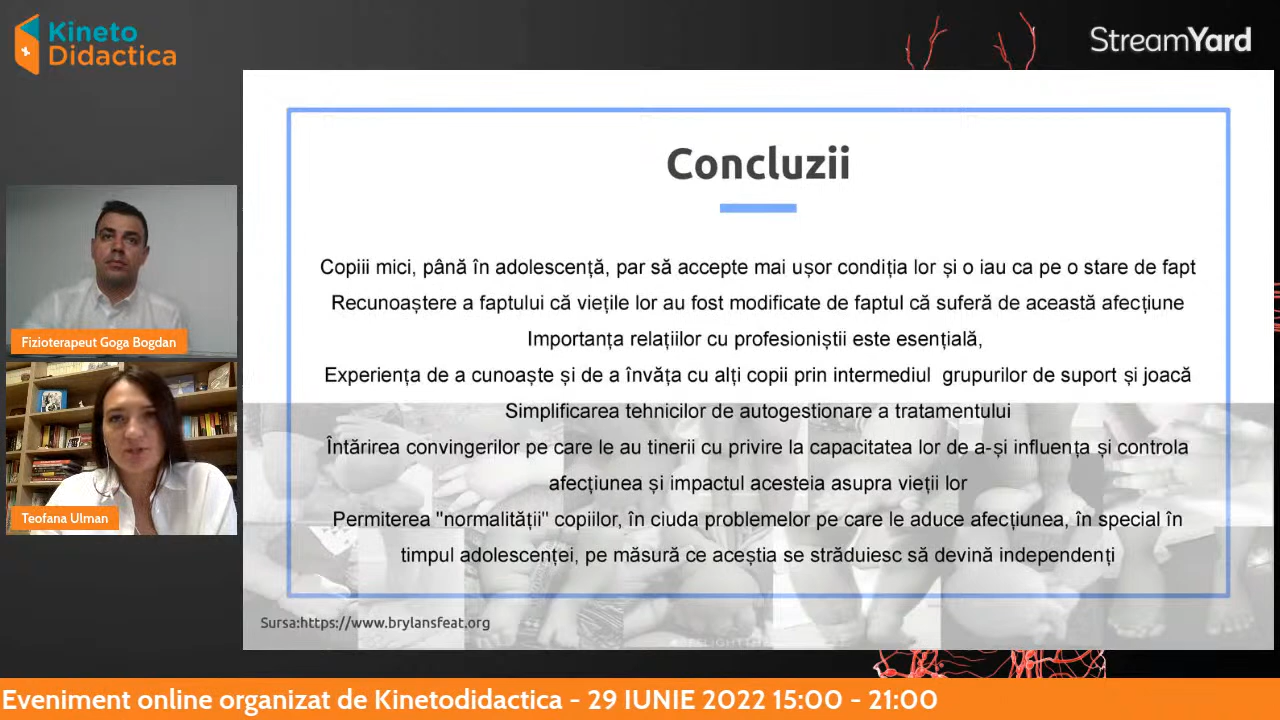 Kineto
Didactica
StreamYard
Concluzii
Copiii mici, până în adolescență, par să accepte mai ușor condiția lor și o iau ca pe o stare de fapt
Recunoaștere a faptului că viețile lor au fost modificate de faptul că suferă de această afecțiune
Importanța relațiilor cu profesioniștii este esențială,
Experiența de a cunoaște și de a învăța cu alți copii prin intermediul grupurilor de suport și joacă
Simplificarea tehnicilor de autogestionare a tratamentului
Întărirea convingerilor pe care le au tinerii cu privire la capacitatea lor de a-și influența și controla
afecțiunea și impactul acesteia asupra vieții lor
Permiterea "normalității" copiilor, în ciuda problemelor pe care le aduce afecțiunea, în special în
timpul adolescenței, pe măsură ce aceștia se străduiesc să devină independenți
Sursa:https://www.brylansfeat.org
Fizioterapeut Goga Bogdan
Teofana Ulman
Eveniment online organizat de Kinetodidactica - 29 IUNIE 2022 15:00 - 21:00